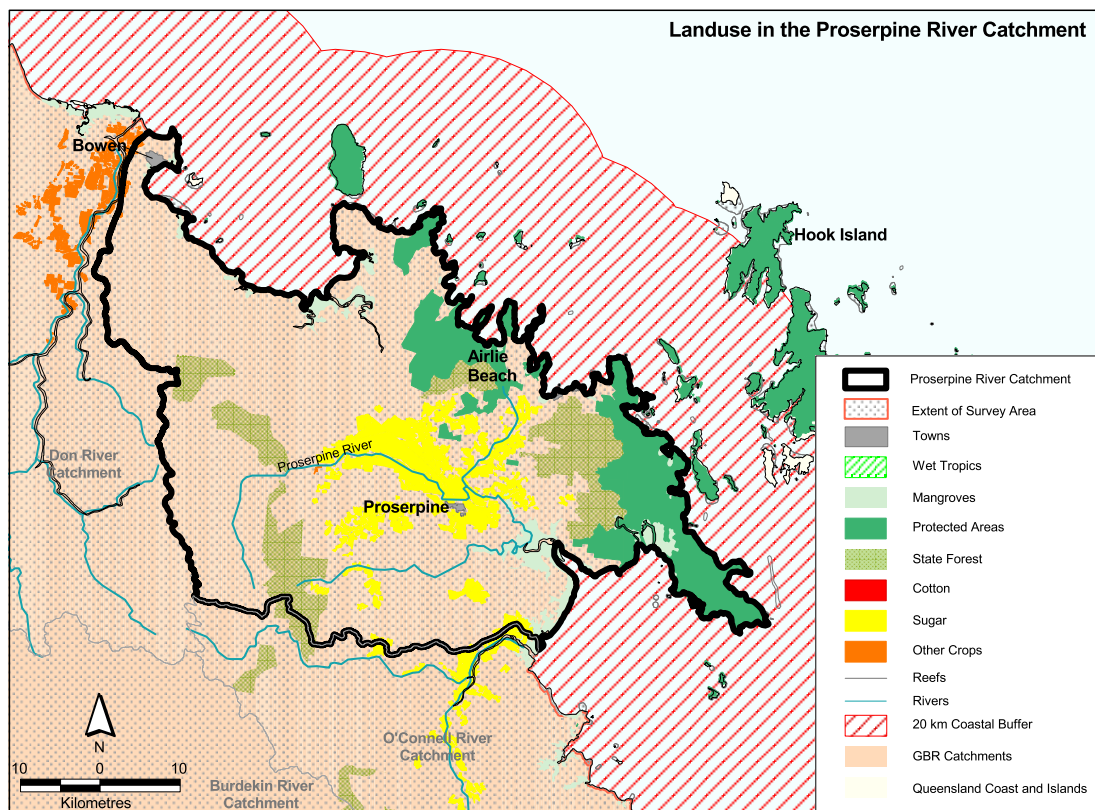 Landuse in the Proserpine River Catchment
Bowen
Hook Island
Airlie
Beach
Proserpine River
Don River
Catchment
Proserpine
O'Connell River
Catchment
Burdekin River
Catchment
N
10 0 10
Kilometres
Proserpine River Catchment
Extent of Survey Area
Towns
Wet Tropics
Mangroves
Protected Areas
State Forest
Cotton
Sugar
Other Crops
Reefs
Rivers
20 km Coastal Buffer
GBR Catchments
Queensland Coast and Islands